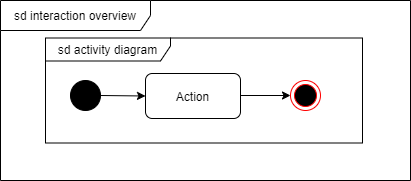 sd interaction overview
sd activity diagram
Action